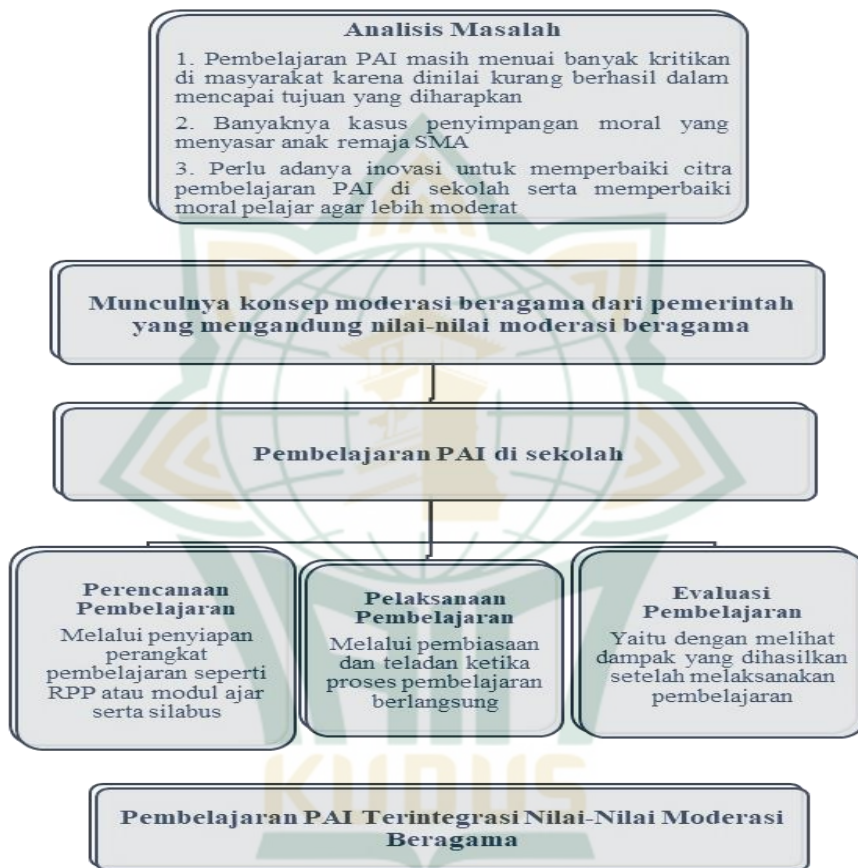 Analisis Masalah
1. Pembelajaran PAI masih menuai banyak kritikan
di masyarakat karena dinilai kurang berhasil dalam
mencapai tujuan yang diharapkan
2. Banyaknya kasus penyimpangan moral yang
menyasar anak remaja SMA
3. Perlu adanya inovasi untuk memperbaiki citra
pembelajaran PAI di sekolah serta memperbaiki
moral pelajar agar lebih moderat
Munculnya konsep moderasi beragama dari pemerintah
yang mengandung nilai-nilai moderasi beragama
Pembelajaran PAI di sekolah
Perencanaan
Pembelajaran
Melalui penyiapan
perangkat
pembelajaran seperti
RPP atau modul ajar
serta silabus
Pelaksanaan
Pembelajaran
Melalui pembiasaan
dan teladan ketika
proses pembelajaran
berlangsung
Evaluasi
Pembelajaran
Yaitu dengan melihat
dampak yang dihasilkan
setelah melaksanakan
pembelajaran
KUDUS
Pembelajaran PAI Terintegrasi Nilai-Nilai Moderasi
Beragama